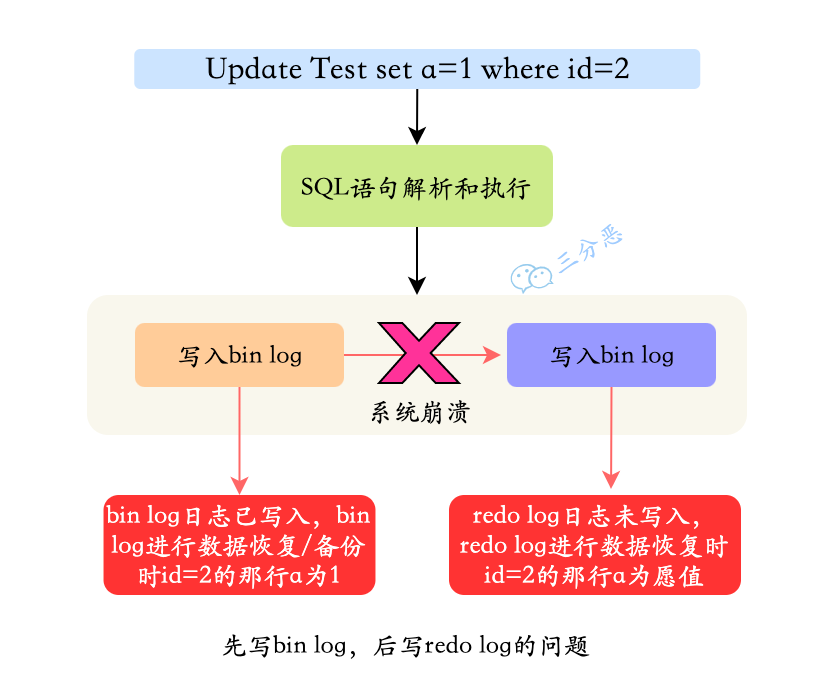 Update Test set a=1 where id=2
SQL语句解析和执行
三分恶
写入bin log
写入bin log
系统崩溃
bin log日志已写入，bin
log进行数据恢复/备份
时id=2的那行a为1
redo log日志未写入，
redo log进行数据恢复时
id=2的那行a为愿值
先写bin log，后写redo log的问题